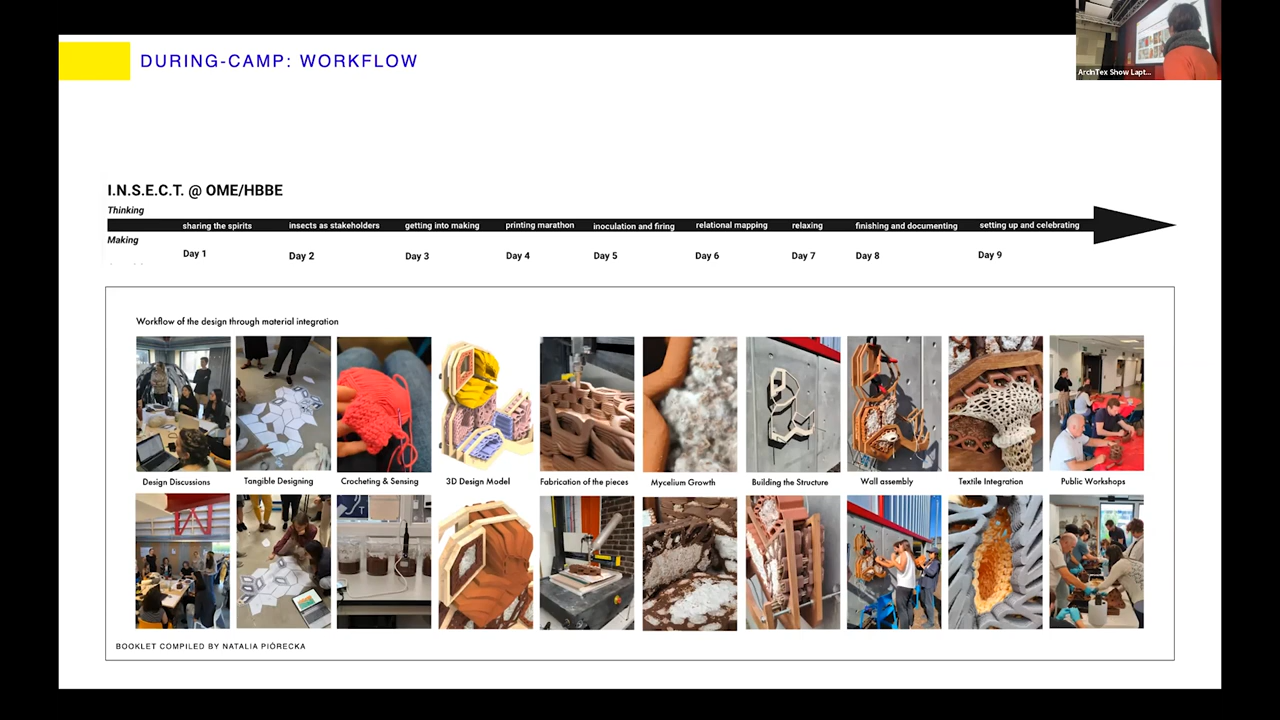 DURING-CAMP: WORKFLOW
ArcInTex Show Lapt...
I.N.S.E.C.T. @ OME/HBBE
Thinking
sharing the spirits insects as stakeholders getting into making printing marathon inoculation and firing relational mapping relaxing finishing and documenting setting up and celebrating
Making
Day 1 Day 2 Day 3 Day 4 Day 5 Day 6 Day 7 Day 8 Day 9
Workflow of the design through material integration
Design Discussions Tangible Designing Crocheting & Sensing 3D Design Model Fabrication of the pieces Mycelium Growth Building the Structure Wall assembly Textile Integration Public Workshops
BOOKLET COMPILED BY NATALIA PIÓRECKA